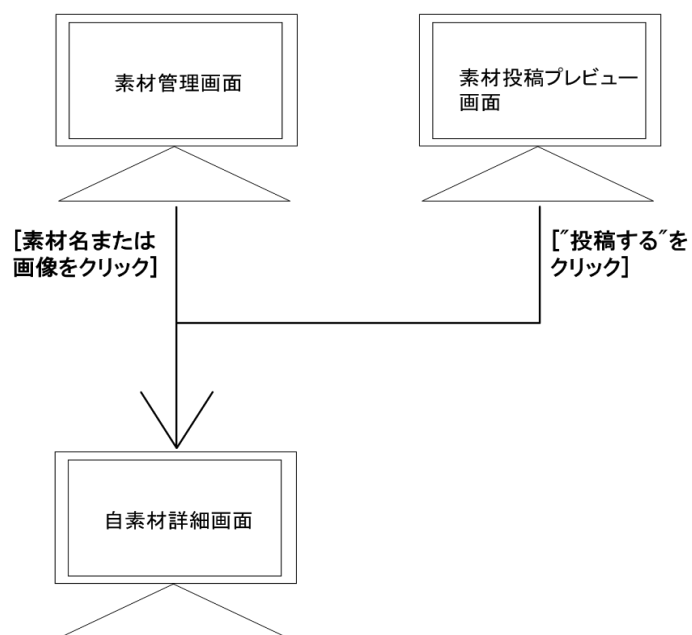 素材管理画面
素材投稿プレビュー
画面
[素材名または
画像をクリック]
[″投稿する″を
クリック]
自素材詳細画面